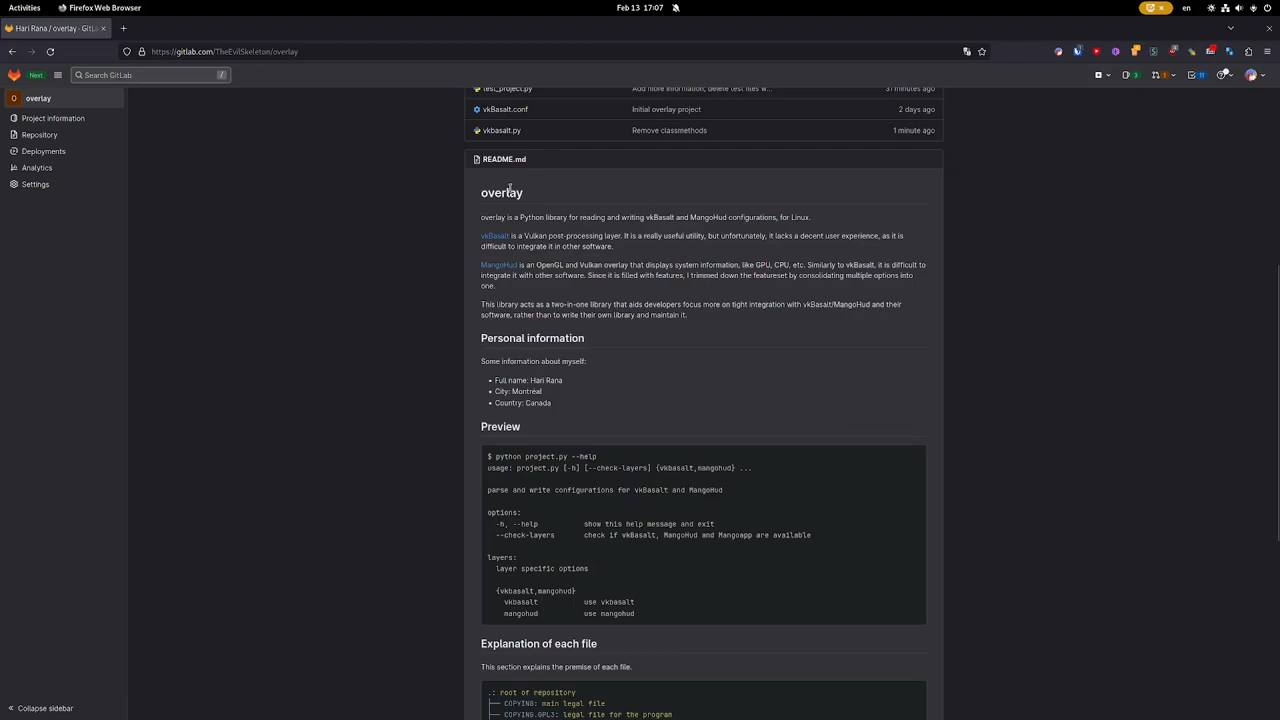 Activities
Firefox Web Browser
Feb 13 17:07
en
Hari Rana / overlay · GitLa
https://gitlab.com/TheEvilSkeleton/overlay
Next
Search GitLab
/
3
1
11
O overlay
Project information
Repository
Deployments
Analytics
Settings
Collapse sidebar
test_project.py Add more information; delete test files w... 31 minutes ago
vkBasalt.conf Initial overlay project 2 days ago
vkbasalt.py Remove classmethods 1 minute ago
README.md
overlay
overlay is a Python library for reading and writing vkBasalt and MangoHud configurations, for Linux.
vkBasalt is a Vulkan post-processing layer. It is a really useful utility, but unfortunately, it lacks a decent user experience, as it is
difficult to integrate it in other software.
MangoHud is an OpenGL and Vulkan overlay that displays system information, like GPU, CPU, etc. Similarly to vkBasalt, it is difficult to
integrate it with other software. Since it is filled with features, I trimmed down the featureset by consolidating multiple options into
one.
This library acts as a two-in-one library that aids developers focus more on tight integration with vkBasalt/MangoHud and their
software, rather than to write their own library and maintain it.
Personal information
Some information about myself:
• Full name: Hari Rana
• City: Montréal
• Country: Canada
Preview
$ python project.py --help
usage: project.py [-h] [--check-layers] {vkbasalt,mangohud} ...
parse and write configurations for vkBasalt and MangoHud
options:
-h, --help show this help message and exit
--check-layers check if vkBasalt, MangoHud and Mangoapp are available
layers:
layer specific options
{vkbasalt,mangohud}
vkbasalt use vkbasalt
mangohud use mangohud
Explanation of each file
This section explains the premise of each file.
.: root of repository
├── COPYING: main legal file
├── COPYING.GPL3: legal file for the program